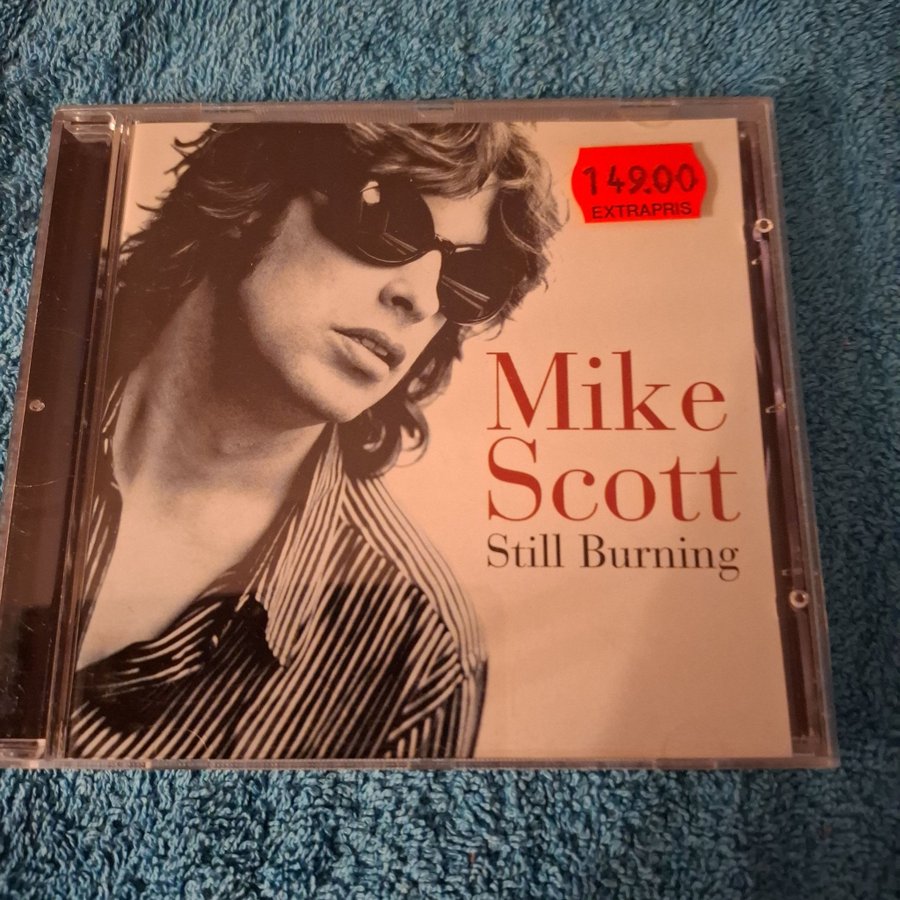 149.00
EXTRAPRIS
Mike
Scott
Still Burning